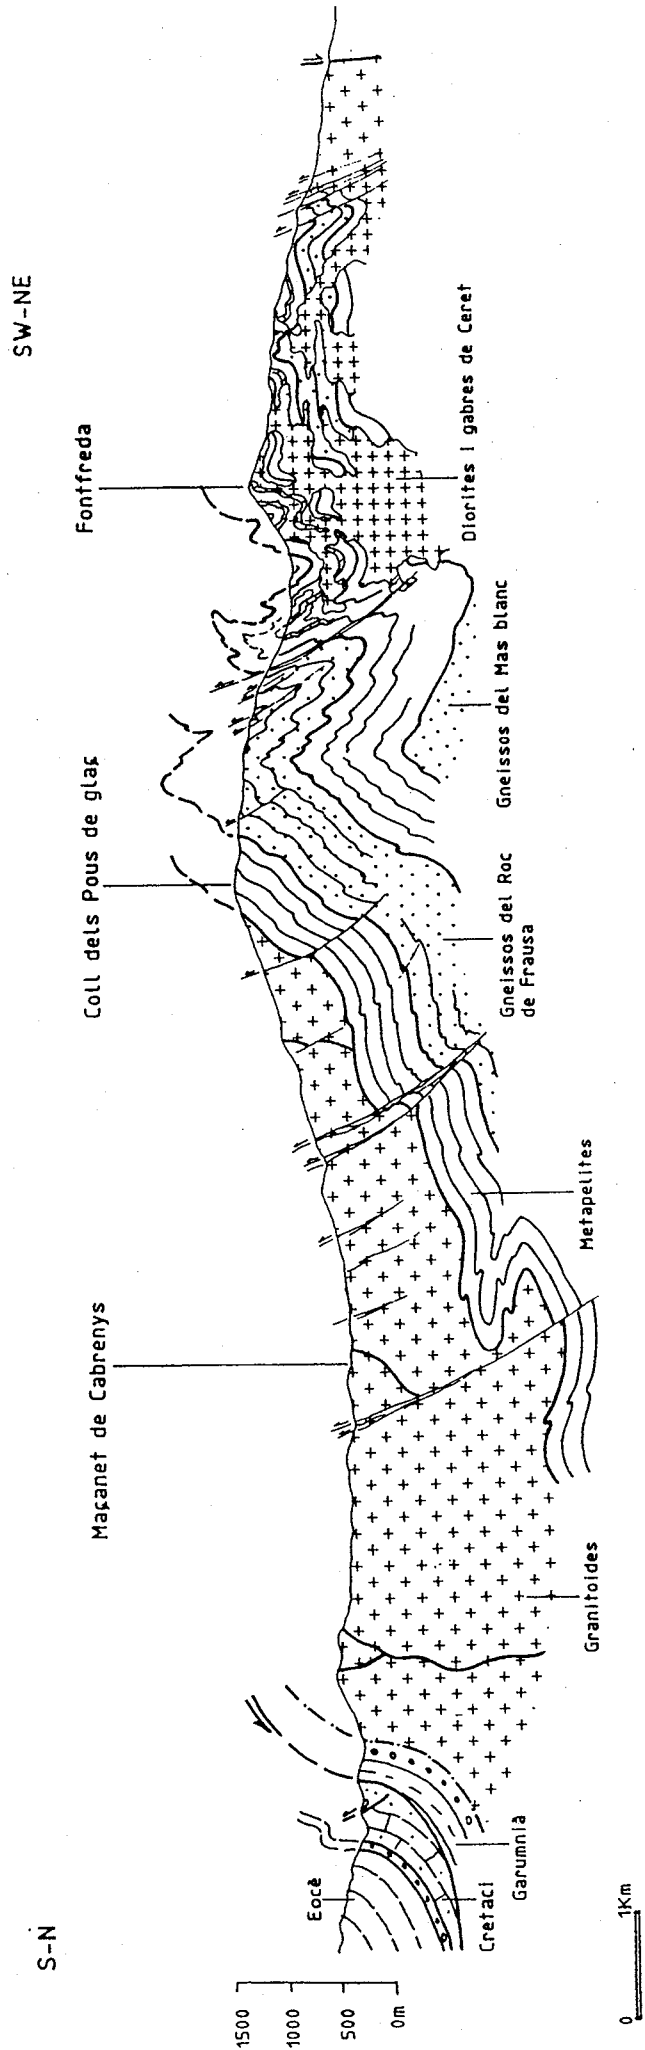 S-N
SW-NE
Maçanet de Cabrenys
Coll dels Pous de glaç
Fontfreda
Eocè
Cretaci
Garumnià
Granitoides
Metapelites
Gneissos del Roc
de Frausa
Gneissos del Mas blanc
Diorites I gabres de Ceret
1500
1000
500
0m
0
1Km